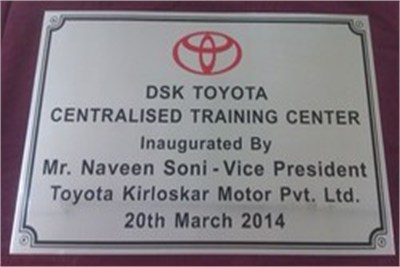 DSK TOYOTA
CENTRALISED TRAINING CENTER
Inaugurated By
Mr. Naveen Soni - Vice President
Toyota Kirloskar Motor Pvt. Ltd.
20th March 2014